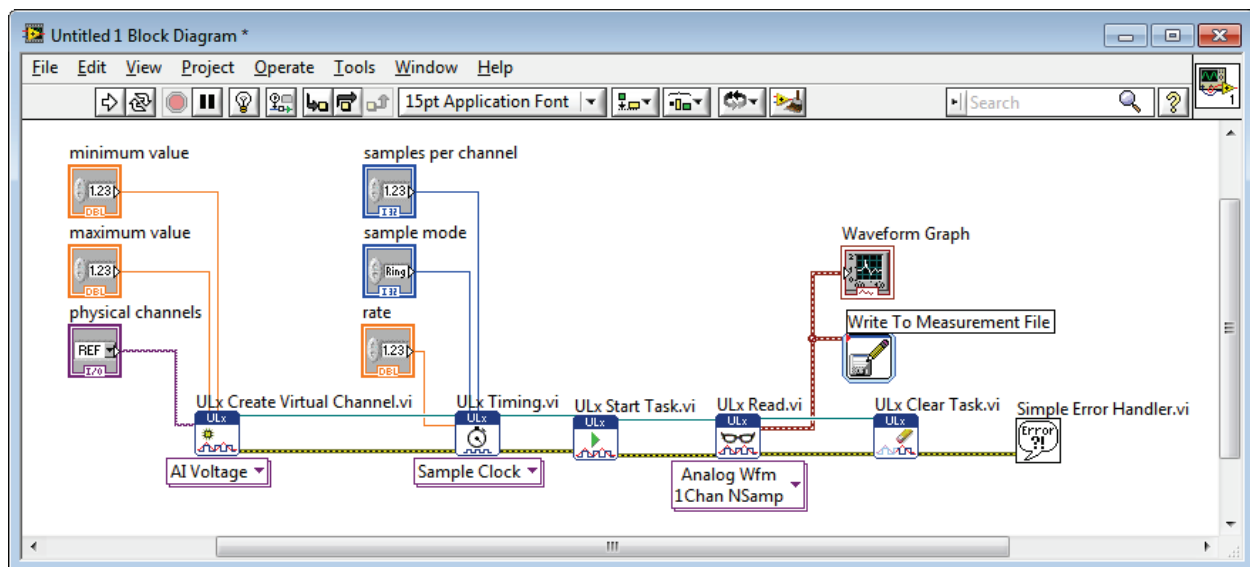 Untitled 1 Block Diagram *
File Edit View Project Operate Tools Window Help
15pt Application Font
Search
?
1
minimum value
1.23
DBL
samples per channel
1.23
I32
maximum value
1.23
DBL
sample mode
Ring
I32
Waveform Graph
physical channels
REF
I/O
rate
1.23
DBL
Write To Measurement File
ULx Create Virtual Channel.vi
ULx
AI Voltage
ULx Timing.vi
ULx
Sample Clock
ULx Start Task.vi
ULx
ULx Read.vi
ULx
Analog Wfm
1Chan NSamp
ULx Clear Task.vi
ULx
Simple Error Handler.vi
Error
?!